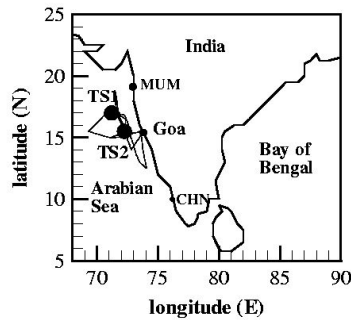 25
India
20
MUM
TS1
latitude (N)
15
Goa
TS2
Bay of
Bengal
Arabian
Sea
10
CHN
5
70 75 80 85 90
longitude (E)